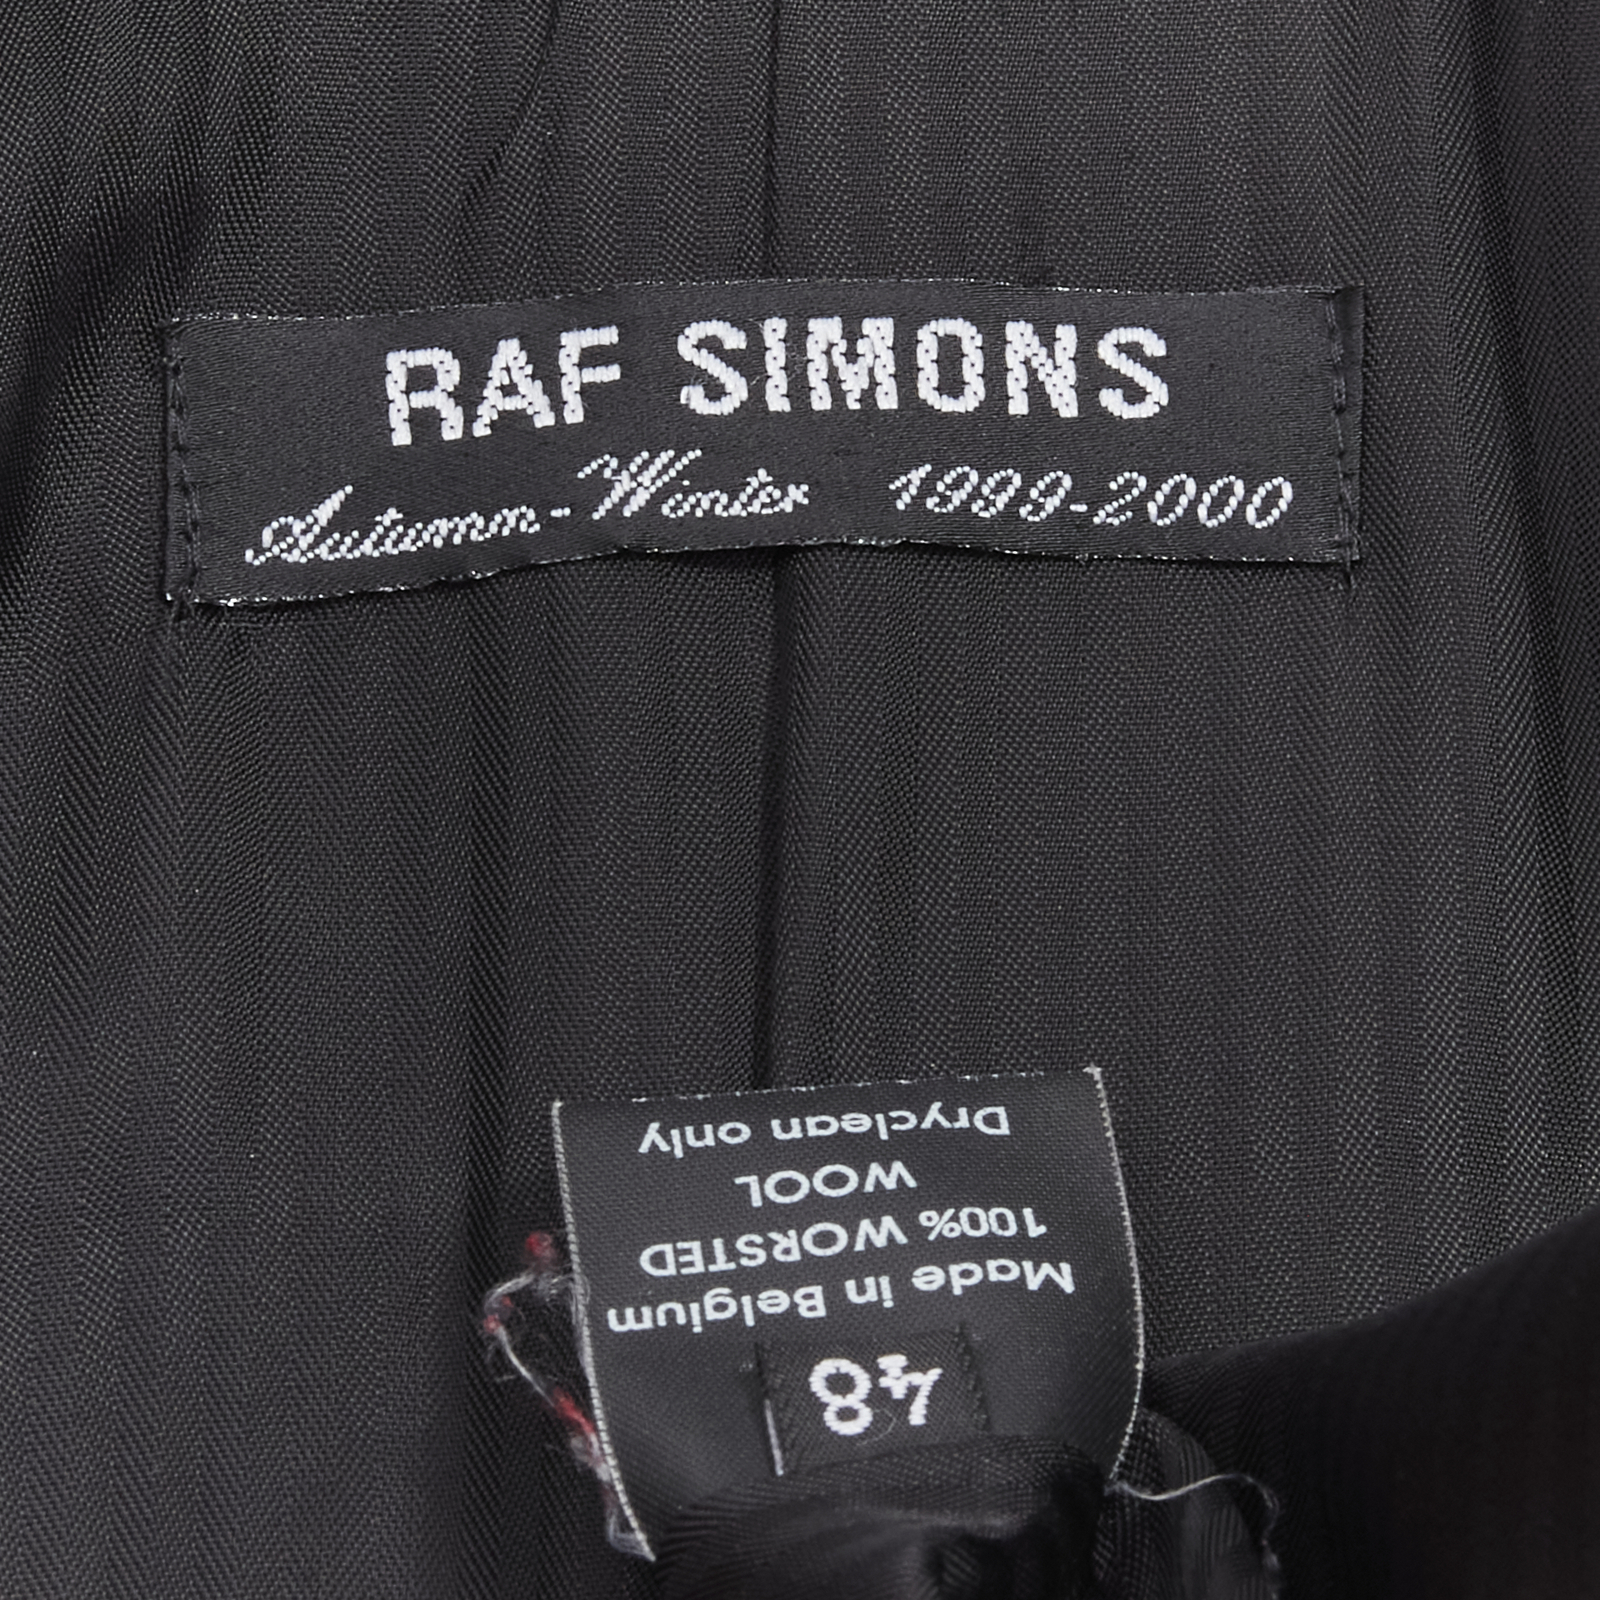 RAF SIMONS
Autumn-Winter 1999-2000
48
Made in Belgium
100% WORSTED
WOOL
Dryclean only